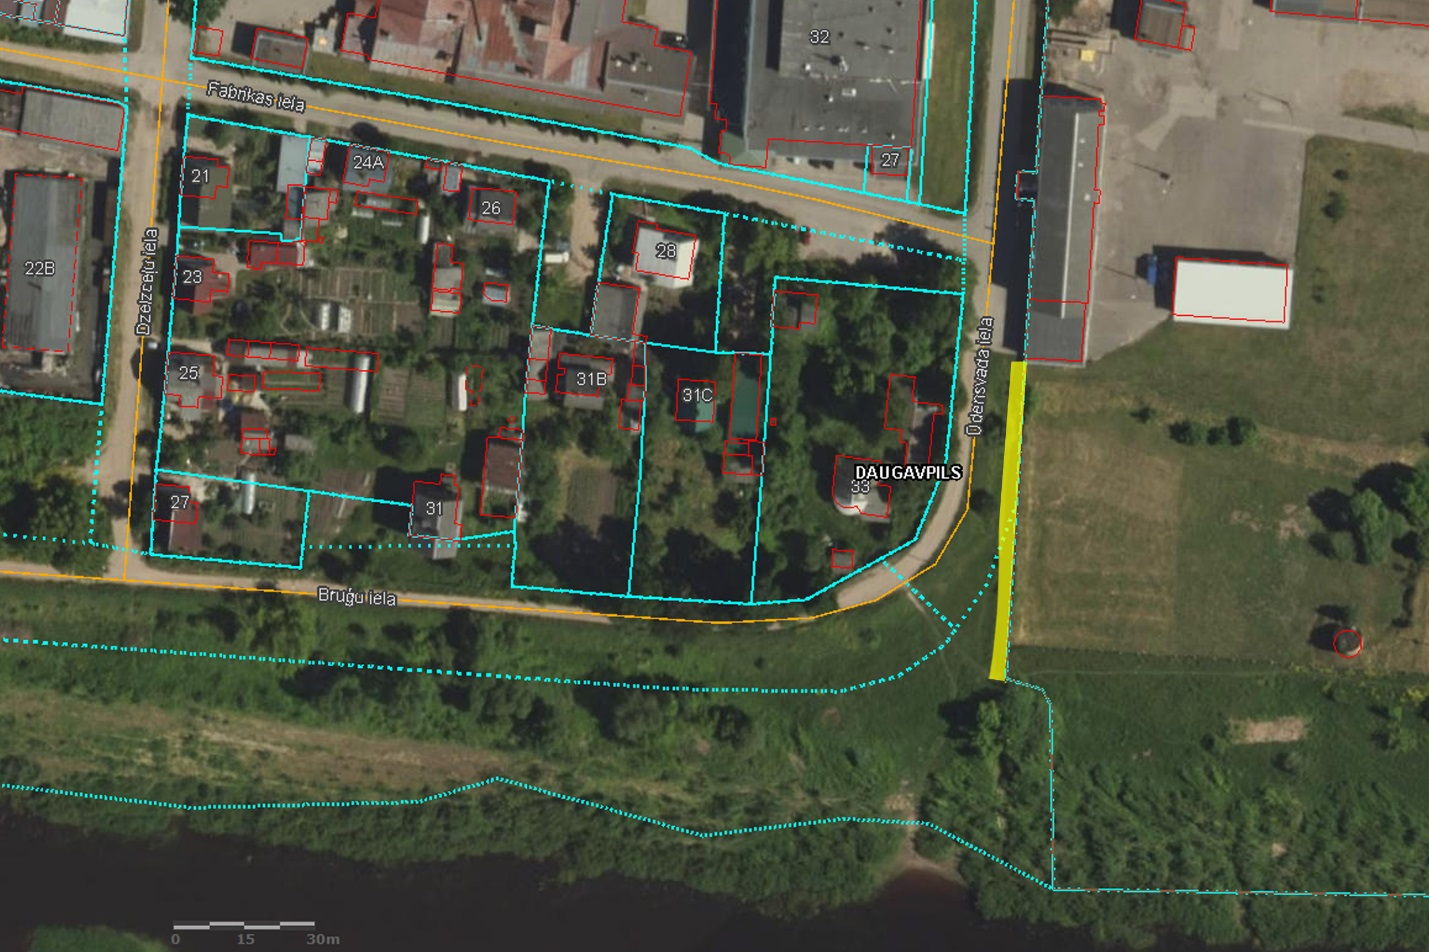 32
Fabrikas iela
24A
27
21
26
28
22B
23
Dzelzceļu iela
Ūdensvada iela
25
31B
31C
DAUGAVPILS
33
27
31
Bruģu iela
0 15 30m